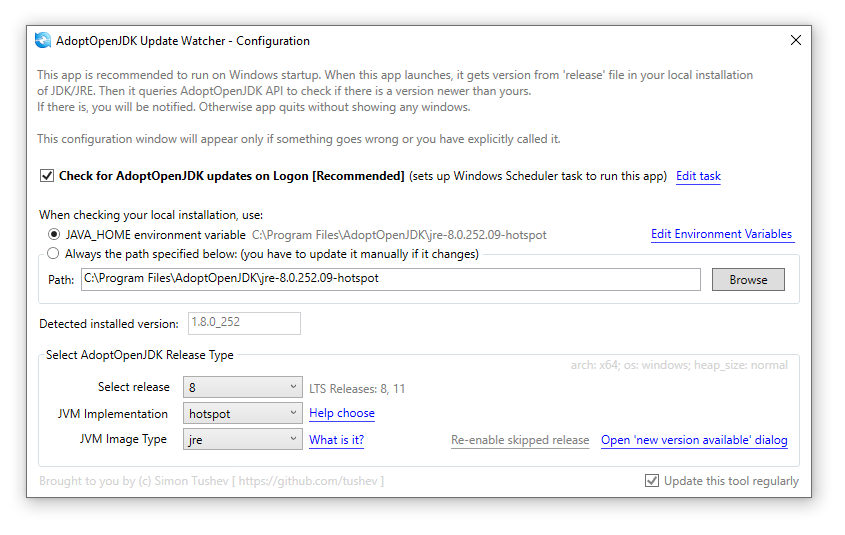 AdoptOpenJDK Update Watcher - Configuration
This app is recommended to run on Windows startup. When this app launches, it gets version from 'release' file in your local installation
of JDK/JRE. Then it queries AdoptOpenJDK API to check if there is a version newer than yours.
If there is, you will be notified. Otherwise app quits without showing any windows.
This configuration window will appear only if something goes wrong or you have explicitly called it.
Check for AdoptOpenJDK updates on Logon [Recommended] (sets up Windows Scheduler task to run this app) Edit task
When checking your local installation, use:
JAVA_HOME environment variable C:\Program Files\AdoptOpenJDK\jre-8.0.252.09-hotspot Edit Environment Variables
Always the path specified below: (you have to update it manually if it changes)
Path: C:\Program Files\AdoptOpenJDK\jre-8.0.252.09-hotspot Browse
Detected installed version: 1.8.0_252
Select AdoptOpenJDK Release Type
arch: x64; os: windows; heap_size: normal
Select release 8 LTS Releases: 8, 11
JVM Implementation hotspot Help choose
JVM Image Type jre What is it? Re-enable skipped release Open 'new version available' dialog
Brought to you by (c) Simon Tushev [ https://github.com/tushev ] Update this tool regularly